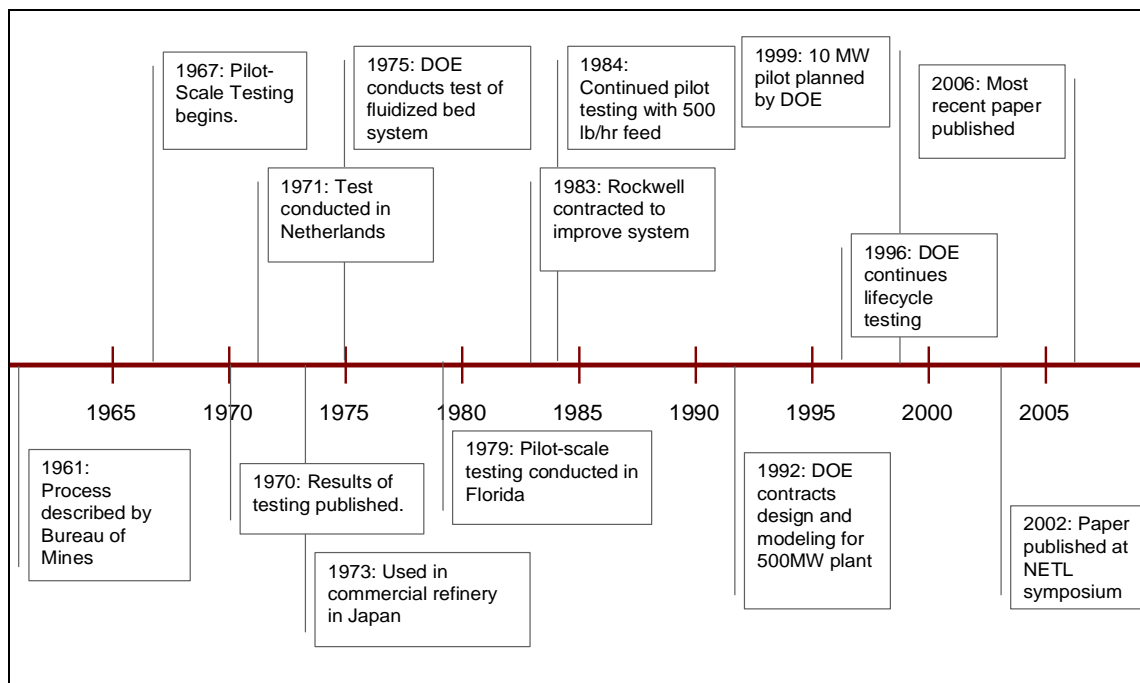 1967: Pilot-
Scale Testing
begins.
1975: DOE
conducts test of
fluidized bed
system
1984:
Continued pilot
testing with 500
lb/hr feed
1999: 10 MW
pilot planned
by DOE
2006: Most
recent paper
published
1971: Test
conducted in
Netherlands
1983: Rockwell
contracted to
improve system
1996: DOE
continues
lifecycle
testing
1965
1970
1975
1980
1985
1990
1995
2000
2005
1961:
Process
described by
Bureau of
Mines
1970: Results of
testing published.
1979: Pilot-scale
testing conducted in
Florida
1992: DOE
contracts
design and
modeling for
500MW plant
2002: Paper
published at
NETL
symposium
1973: Used in
commercial refinery
in Japan